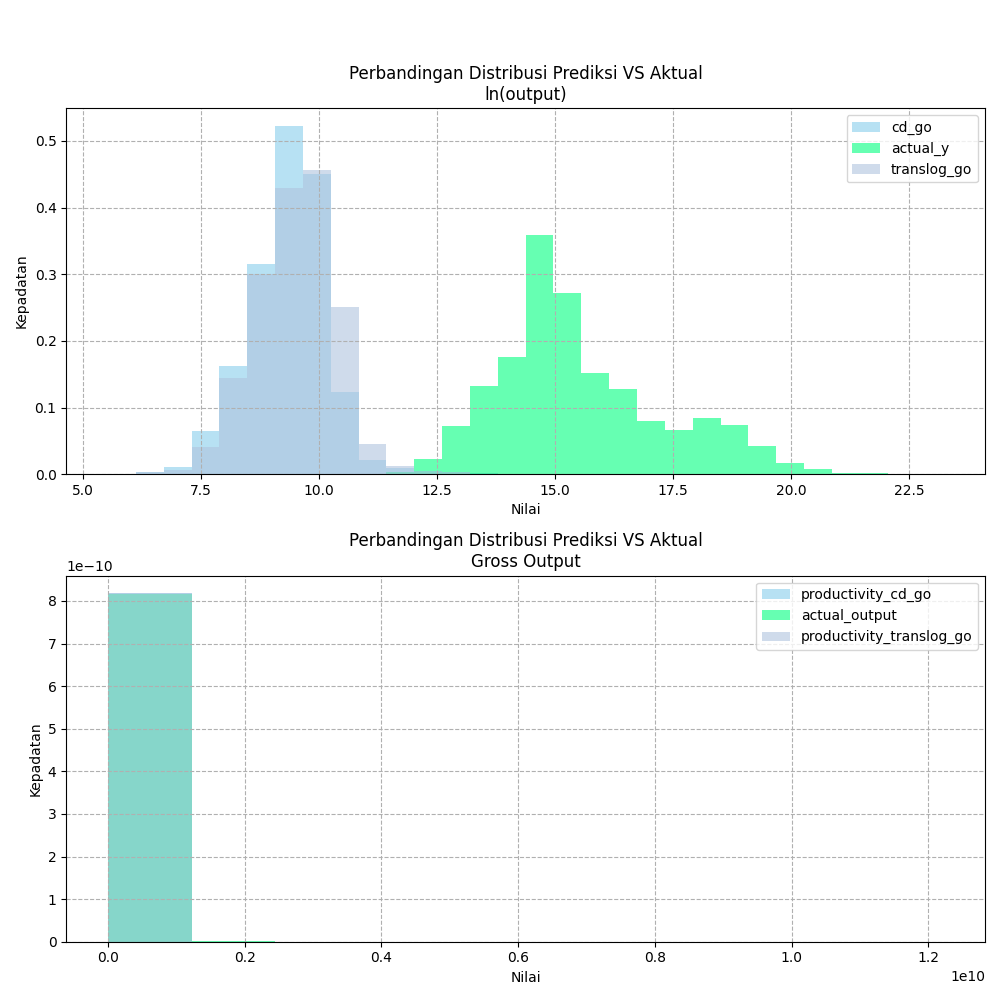 Perbandingan Distribusi Prediksi VS Aktual
ln(output)
cd_go
actual_y
translog_go
Kepadatan
0.5
0.4
0.3
0.2
0.1
0.0
5.0 7.5 10.0 12.5 15.0 17.5 20.0 22.5
Nilai
Perbandingan Distribusi Prediksi VS Aktual
Gross Output
1e−10
productivity_cd_go
actual_output
productivity_translog_go
Kepadatan
8
7
6
5
4
3
2
1
0
0.0 0.2 0.4 0.6 0.8 1.0 1.2
Nilai
1e10